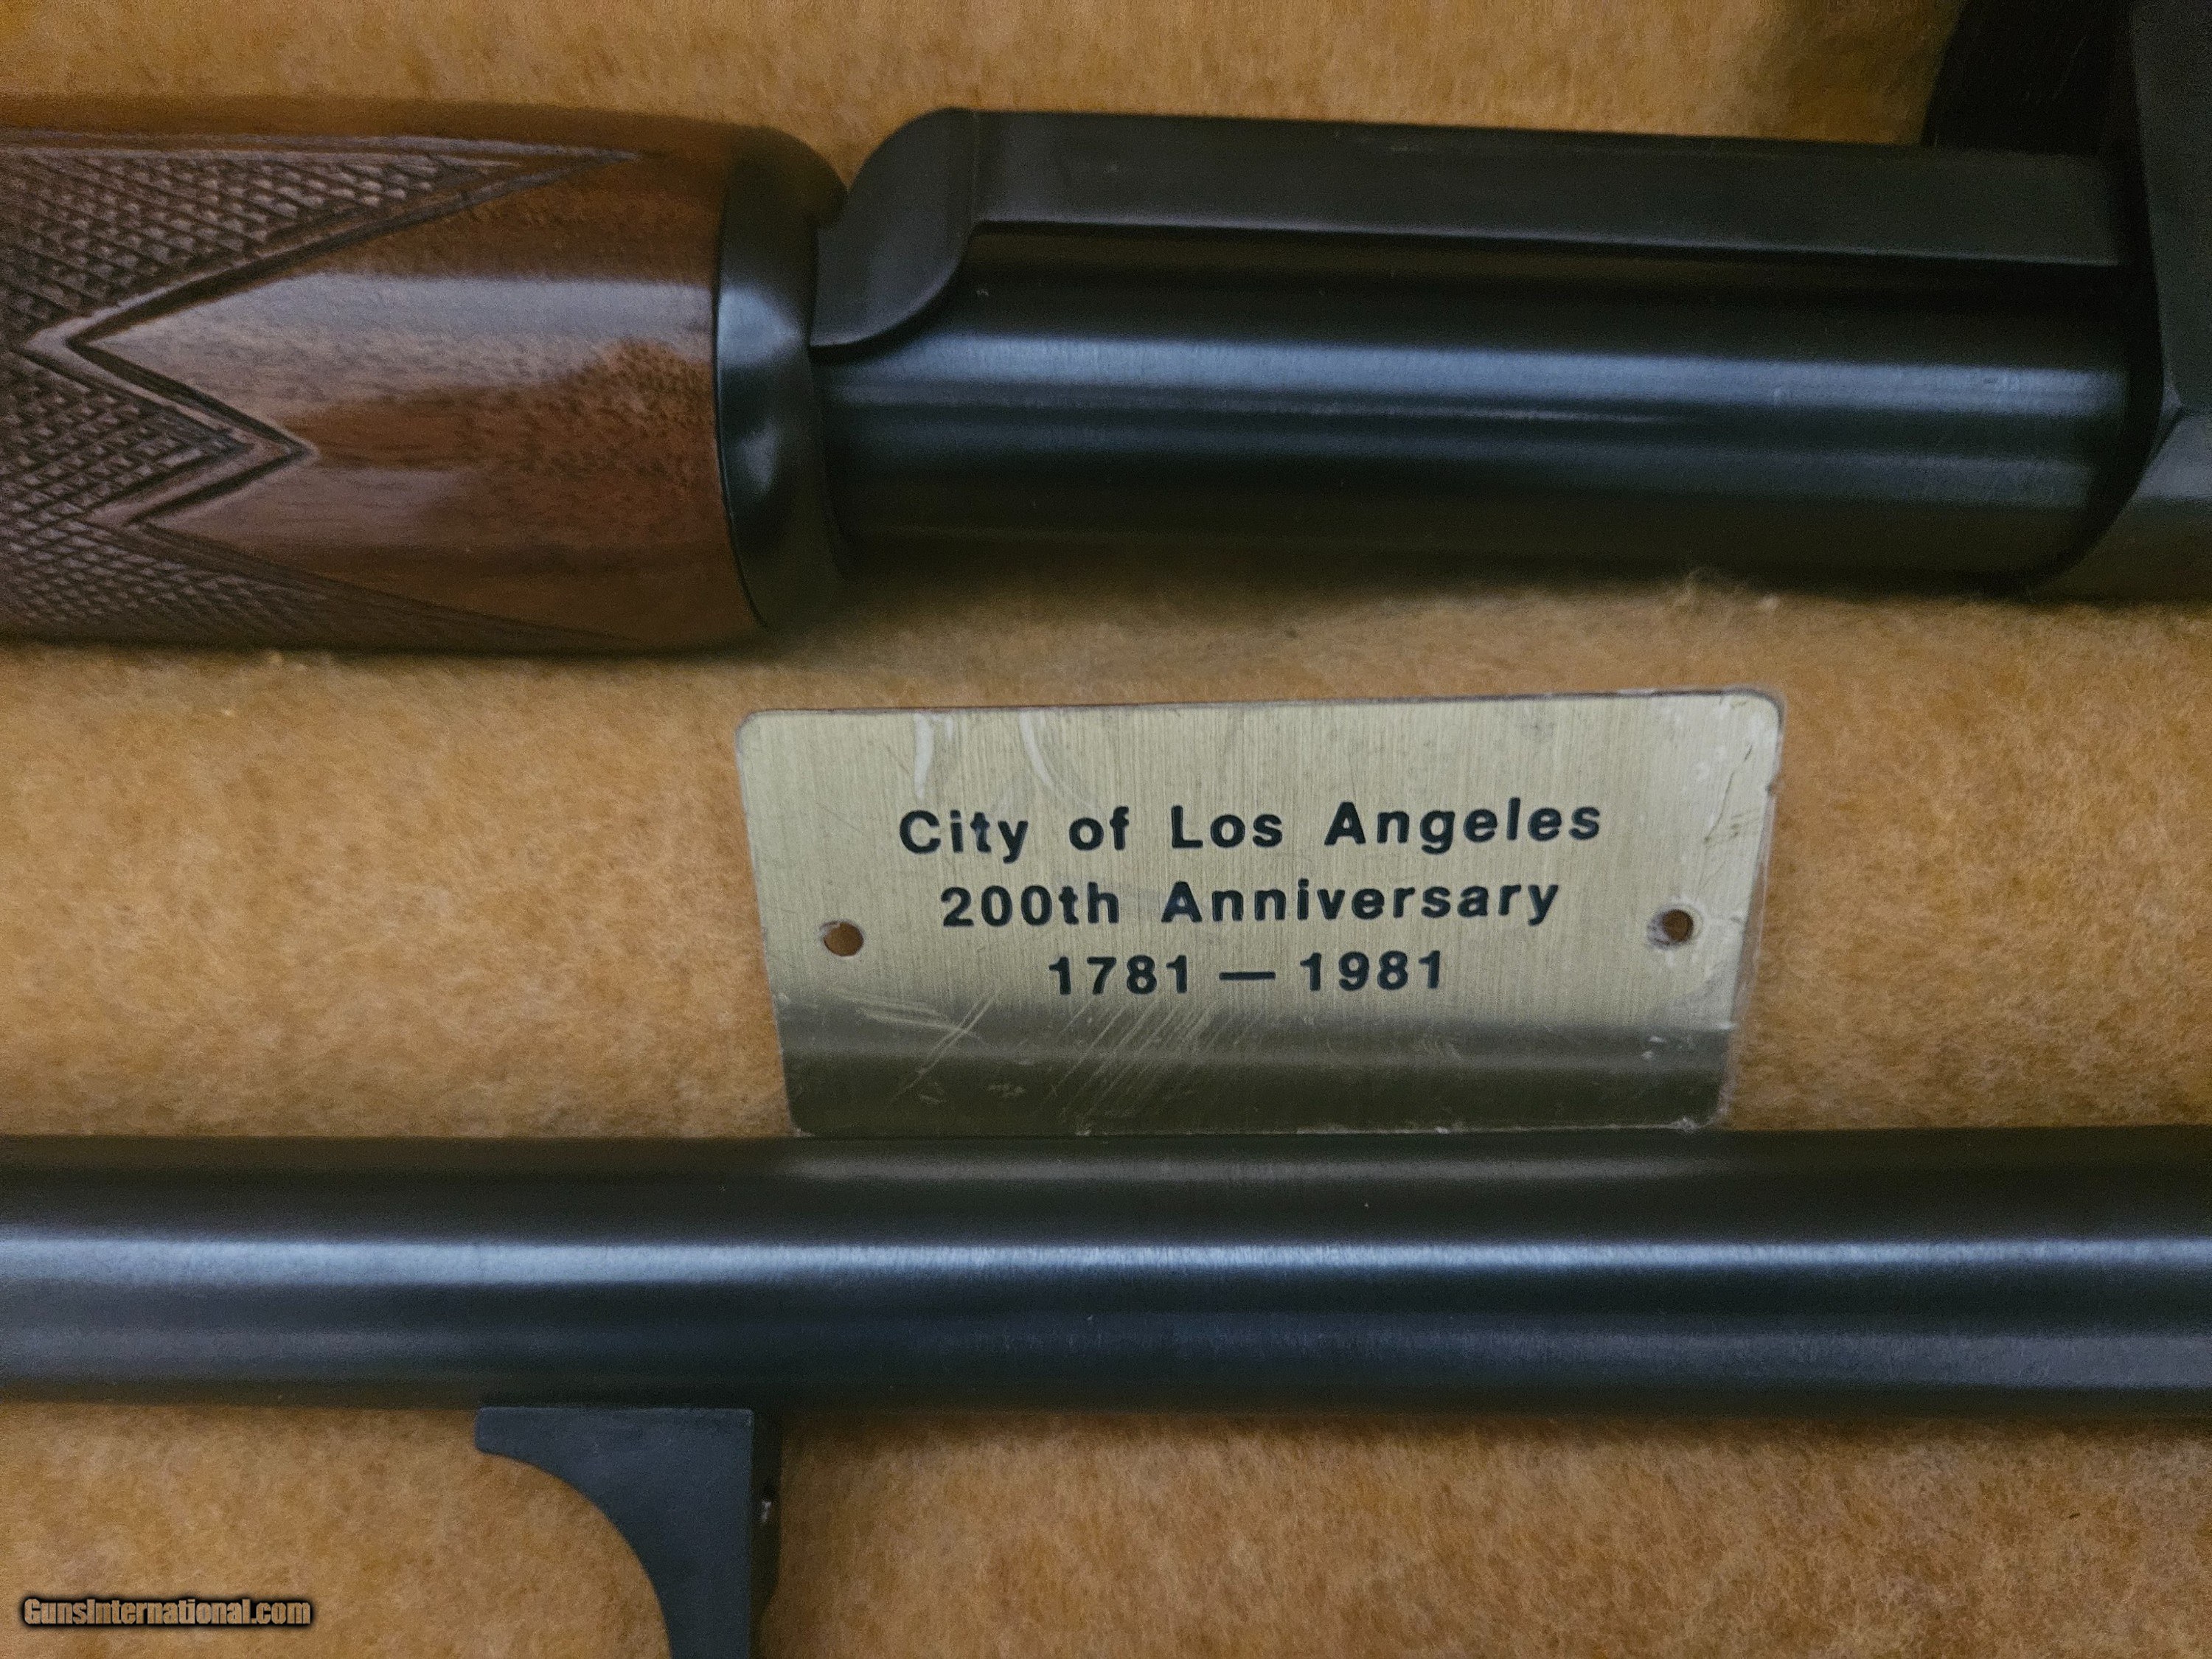 City of Los Angeles
200th Anniversary
1781 — 1981
GunsInternational.com